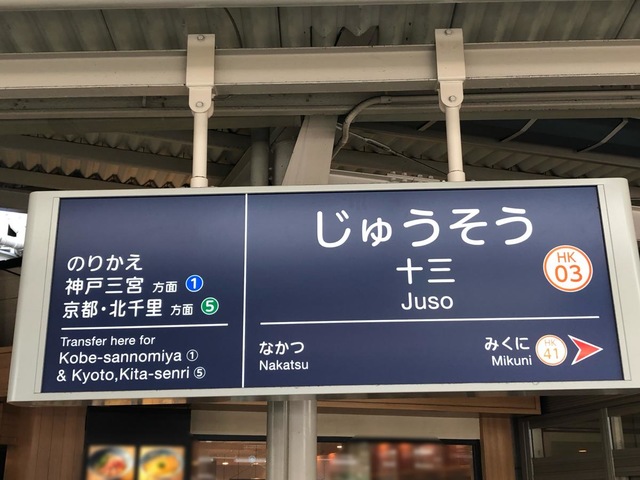 のりかえ
神戸三宮 方面 1
京都・北千里 方面 5
Transfer here for
Kobe-sannomiya ①
& Kyoto,Kita-senri ⑤
じゅうそう
十三
Juso
HK
03
なかつ
Nakatsu
みくに
Mikuni
HK
41